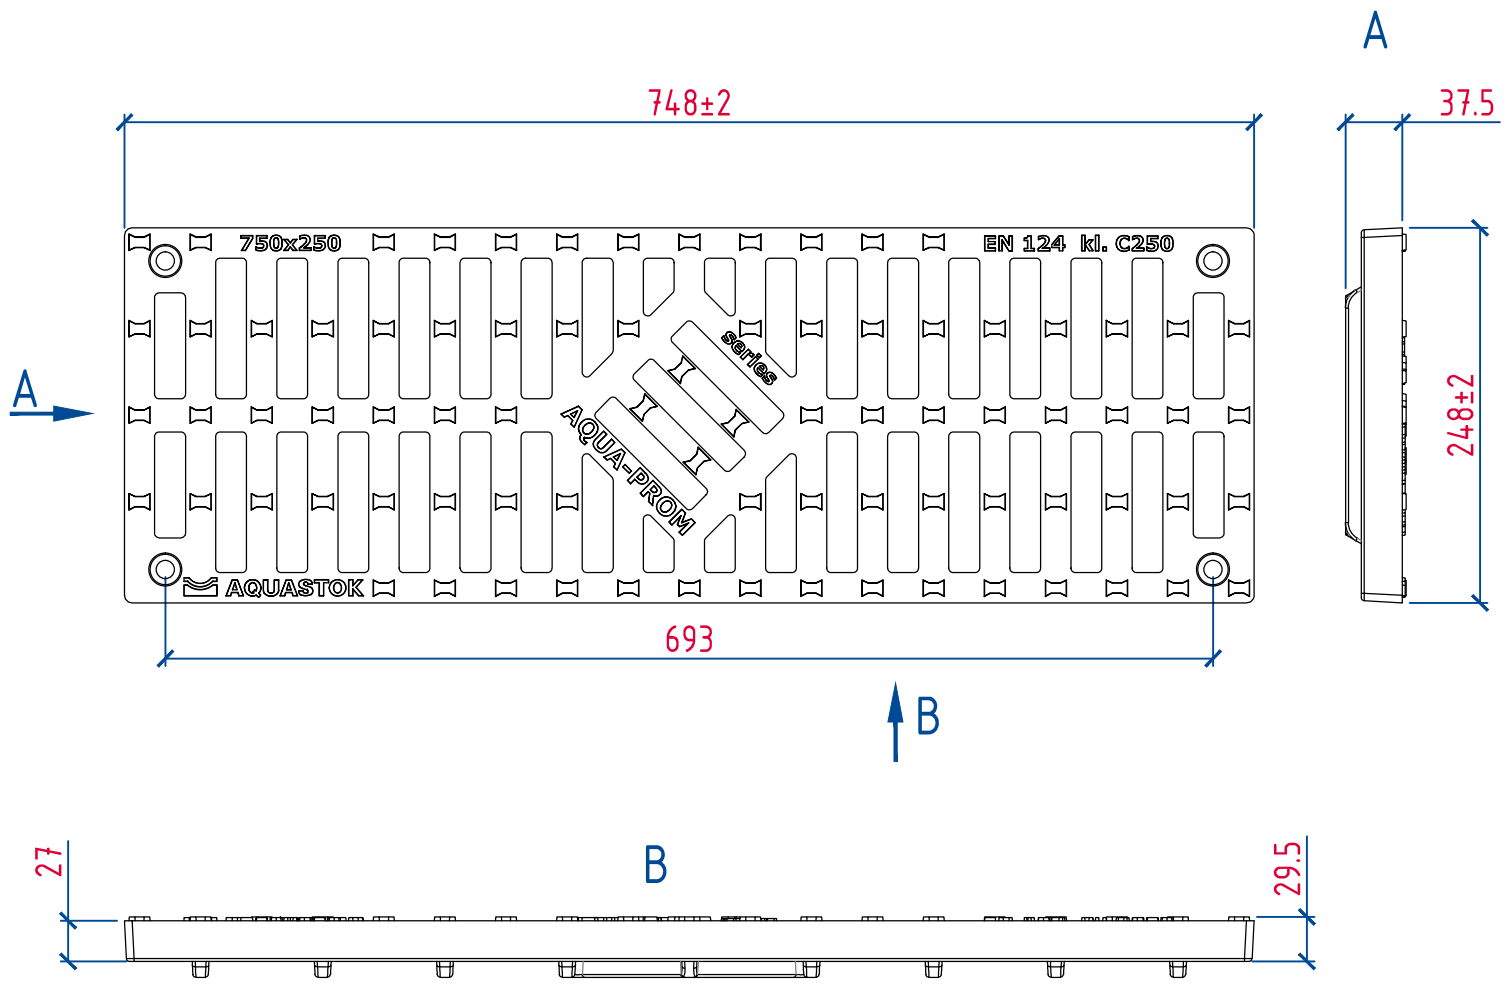 A
748±2
37.5
750x250
EN 124 kl. C250
series
A
AQUA-PROM
248±2
AQUASTOK
693
B
27
B
29.5